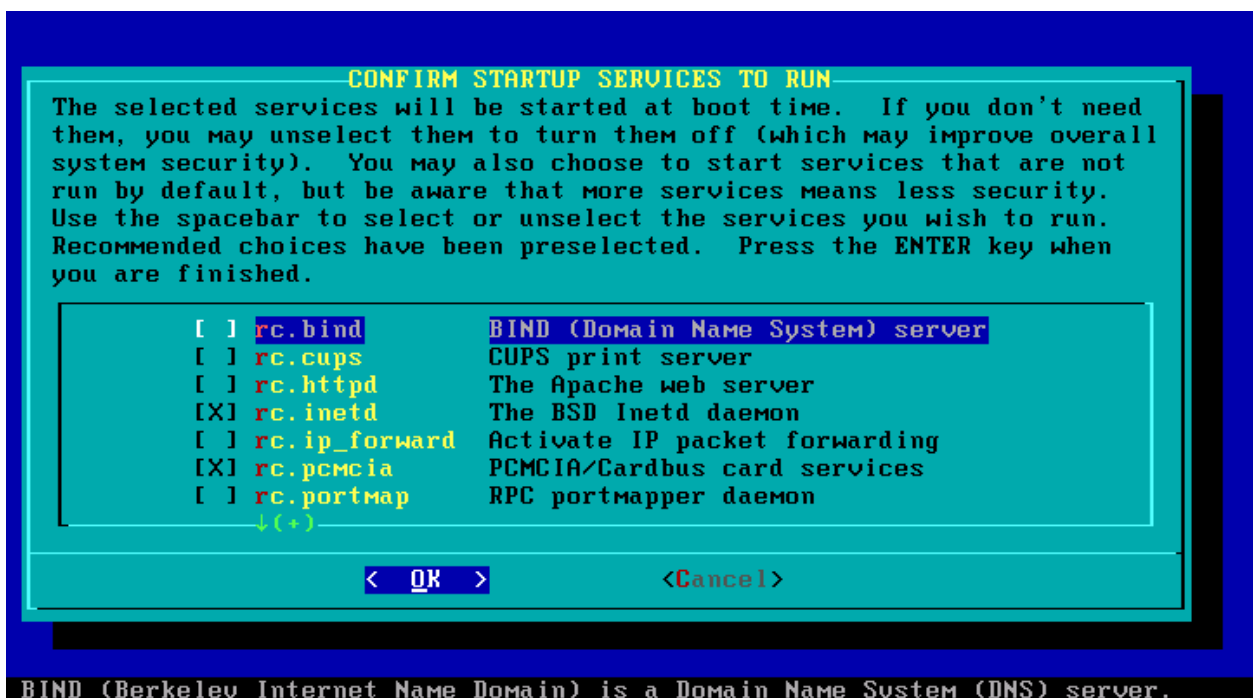 CONFIRM STARTUP SERVICES TO RUN
The selected services will be started at boot time.  If you don't need
them, you may unselect them to turn them off (which may improve overall
system security).  You may also choose to start services that are not
run by default, but be aware that more services means less security.
Use the spacebar to select or unselect the services you wish to run.
Recommended choices have been preselected.  Press the ENTER key when
you are finished.
[ ] rc.bind BIND (Domain Name System) server
[ ] rc.cups CUPS print server
[ ] rc.httpd The Apache web server
[X] rc.inetd The BSD Inetd daemon
[ ] rc.ip_forward Activate IP packet forwarding
[X] rc.pcmcia PCMCIA/Cardbus card services
[ ] rc.portmap RPC portmapper daemon
↓(+)
< OK > <Cancel>
BIND (Berkeley Internet Name Domain) is a Domain Name System (DNS) server.